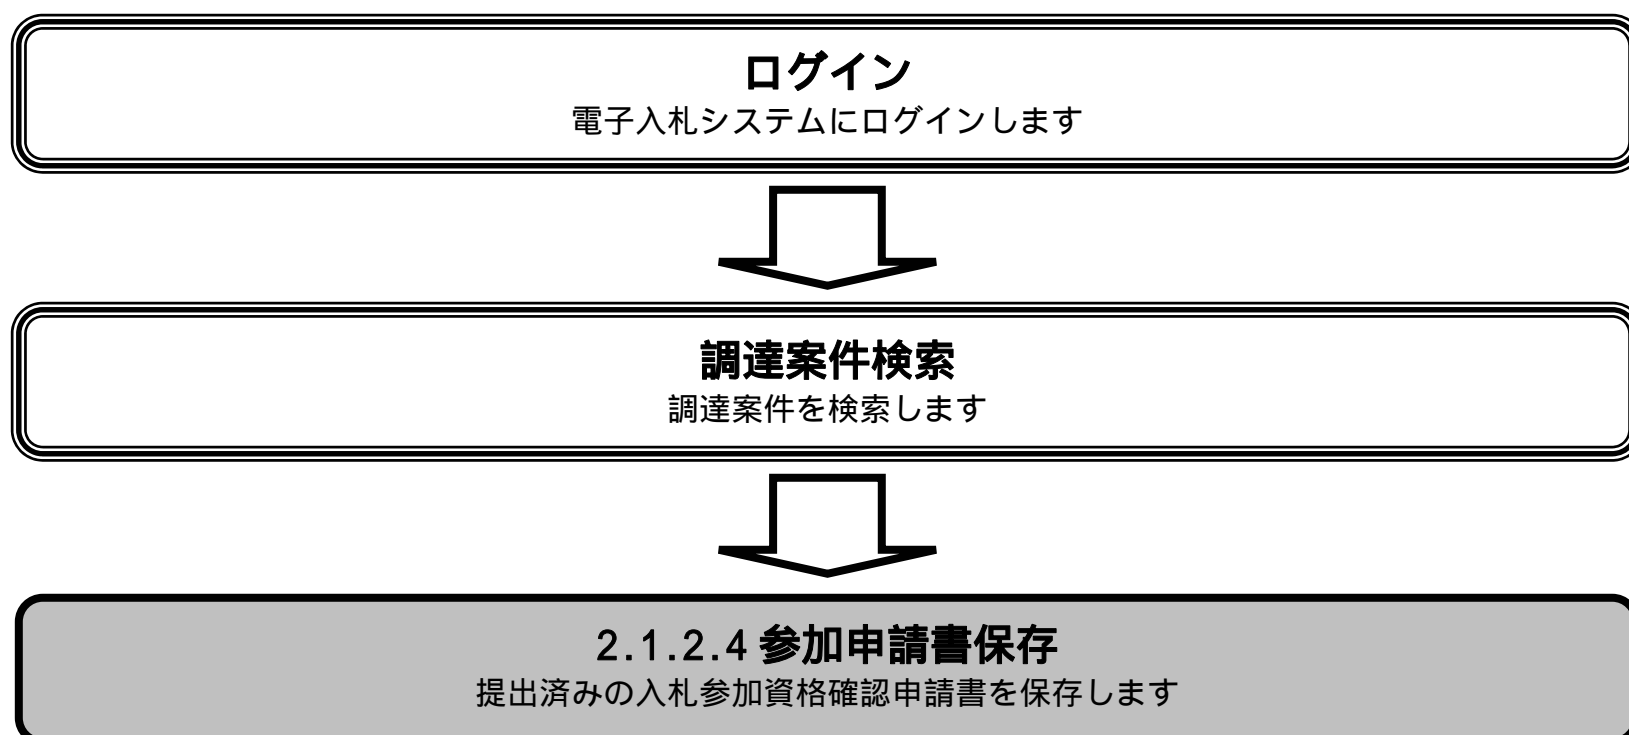 ログイン
電子入札システムにログインします
調達案件検索
調達案件を検索します
2.1.2.4 参加申請書保存
提出済みの入札参加資格確認申請書を保存します